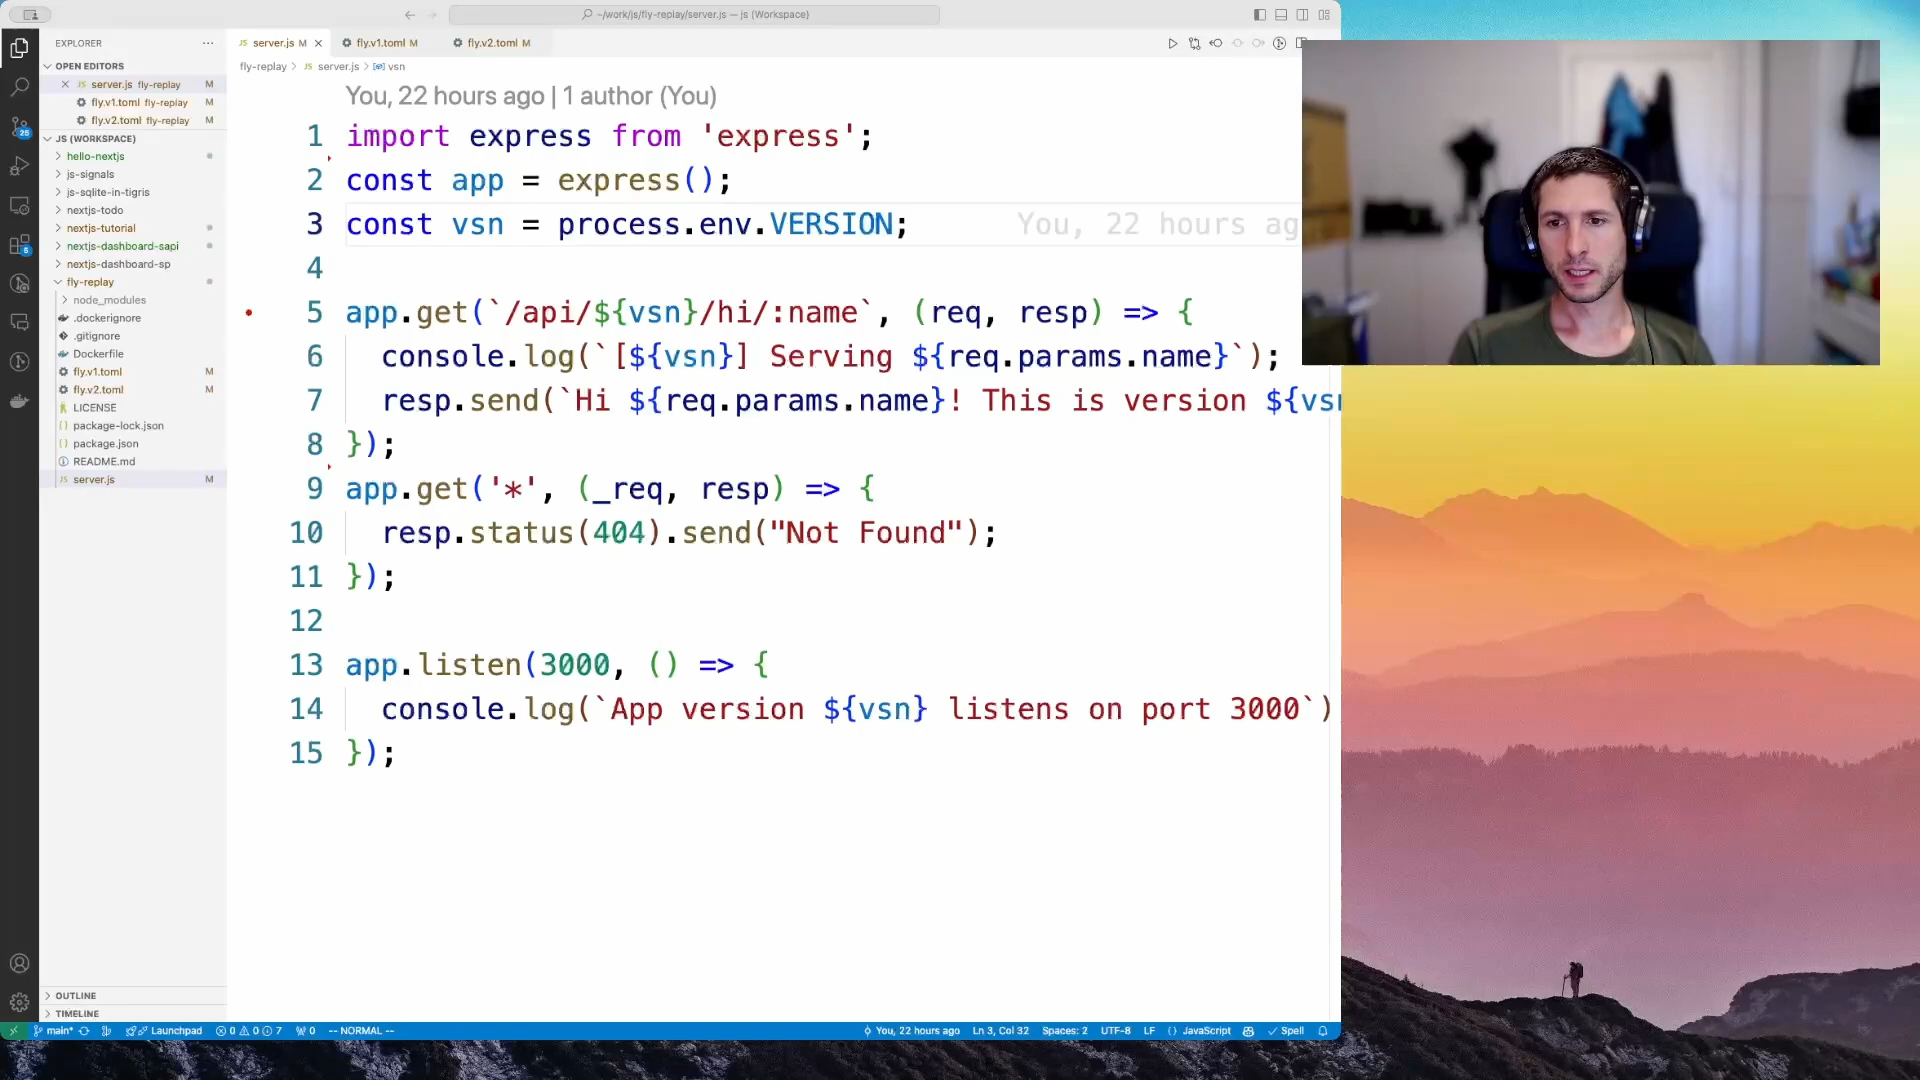 ~/work/js/fly-replay/server.js — js (Workspace)
EXPLORER
OPEN EDITORS
server.js fly-replay M
fly.v1.toml fly-replay M
fly.v2.toml fly-replay M
JS (WORKSPACE)
hello-nextjs
js-signals
js-sqlite-in-tigris
nextjs-todo
nextjs-tutorial
nextjs-dashboard-sapi
nextjs-dashboard-sp
fly-replay
node_modules
.dockerignore
.gitignore
Dockerfile
fly.v1.toml M
fly.v2.toml M
LICENSE
package-lock.json
package.json
README.md
JS server.js M
OUTLINE
TIMELINE
JS server.js M
fly.v1.toml M
fly.v2.toml M
fly-replay > JS server.js > vsn
You, 22 hours ago | 1 author (You)
1 import express from 'express';
2 const app = express();
3 const vsn = process.env.VERSION; You, 22 hours ag
4
5 app.get(`/api/${vsn}/hi/:name`, (req, resp) => {
6 console.log(`[${vsn}] Serving ${req.params.name}`);
7 resp.send(`Hi ${req.params.name}! This is version ${vsn
8 });
9 app.get('*', (_req, resp) => {
10 resp.status(404).send("Not Found");
11 });
12
13 app.listen(3000, () => {
14 console.log(`App version ${vsn} listens on port 3000`)
15 });
main* Launchpad 0 0 7 0 -- NORMAL -- You, 22 hours ago Ln 3, Col 32 Spaces: 2 UTF-8 LF JavaScript Spell